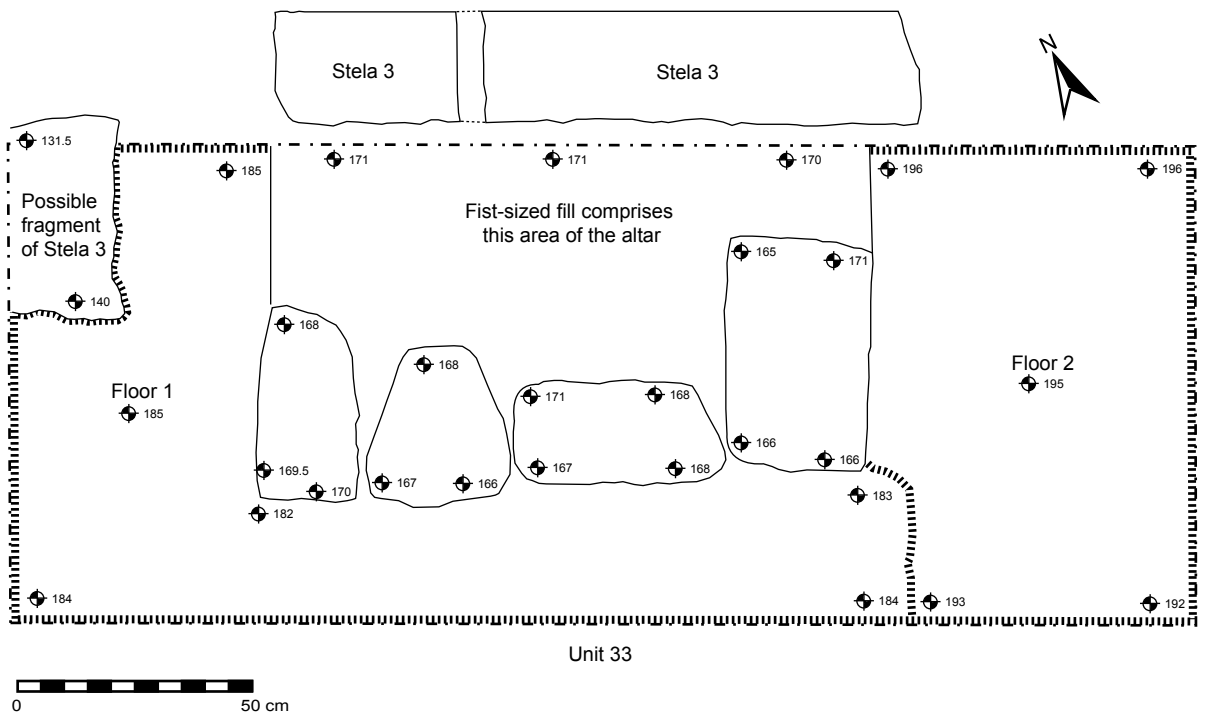 Stela 3
Stela 3
N
131.5
185
171
171
170
196
196
Possible
fragment
of Stela 3
Fist-sized fill comprises
this area of the altar
165
171
140
168
168
Floor 1
185
171
168
Floor 2
195
169.5
170
167
166
167
168
166
166
182
183
184
184
193
192
Unit 33
0
50 cm